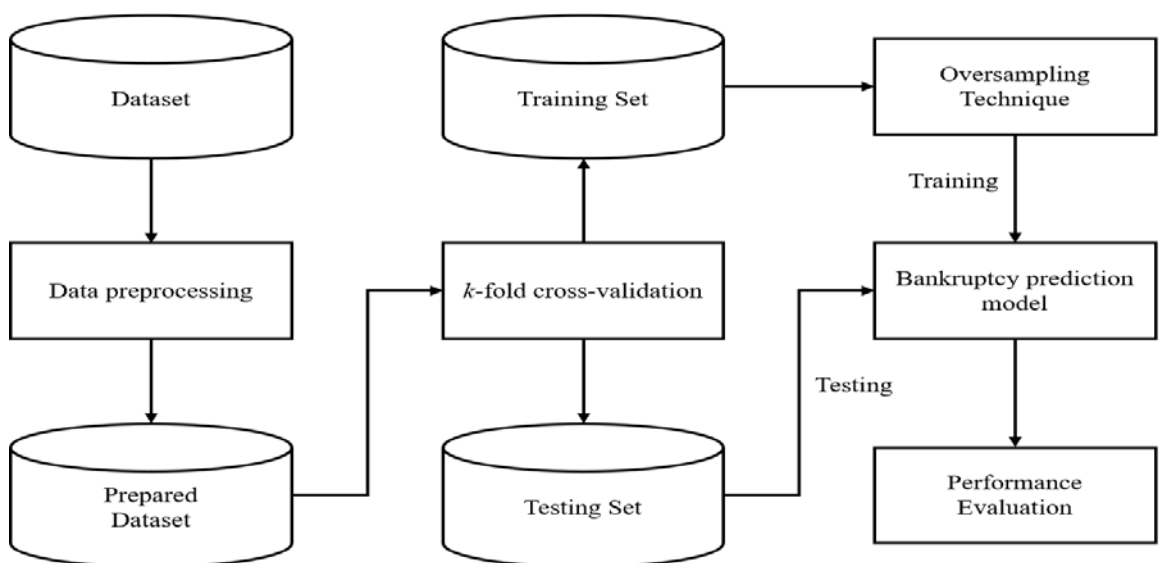 Dataset
Data preprocessing
Prepared
Dataset
Training Set
k-fold cross-validation
Testing Set
Oversampling
Technique
Training
Bankruptcy prediction
model
Testing
Performance
Evaluation